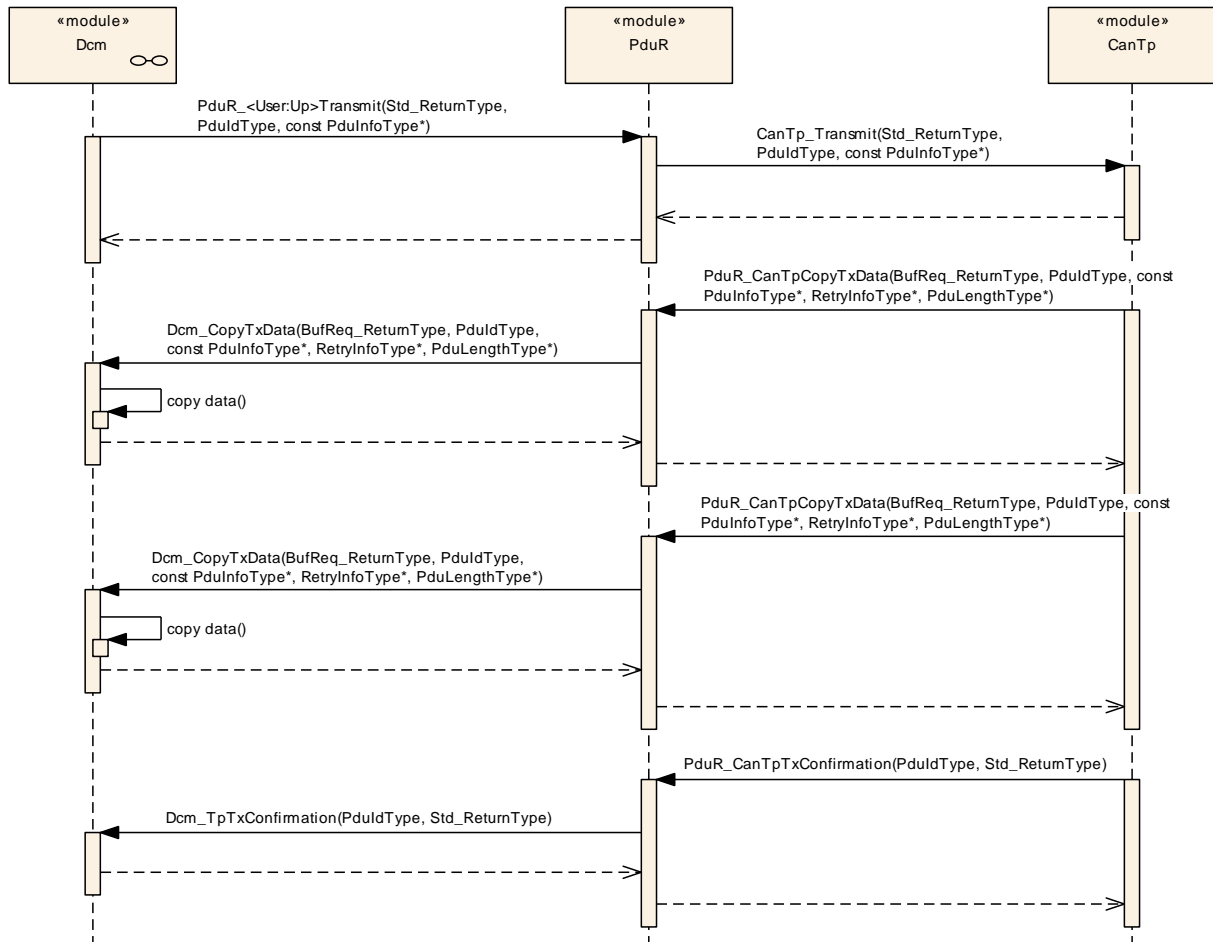 «module»
Dcm
«module»
PduR
«module»
CanTp
PduR_<User:Up>Transmit(Std_ReturnType,
PduIdType, const PduInfoType*)
CanTp_Transmit(Std_ReturnType,
PduIdType, const PduInfoType*)
PduR_CanTpCopyTxData(BufReq_ReturnType, PduIdType, const
PduInfoType*, RetryInfoType*, PduLengthType*)
Dcm_CopyTxData(BufReq_ReturnType, PduIdType,
const PduInfoType*, RetryInfoType*, PduLengthType*)
copy data()
PduR_CanTpCopyTxData(BufReq_ReturnType, PduIdType, const
PduInfoType*, RetryInfoType*, PduLengthType*)
Dcm_CopyTxData(BufReq_ReturnType, PduIdType,
const PduInfoType*, RetryInfoType*, PduLengthType*)
copy data()
PduR_CanTpTxConfirmation(PduIdType, Std_ReturnType)
Dcm_TpTxConfirmation(PduIdType, Std_ReturnType)